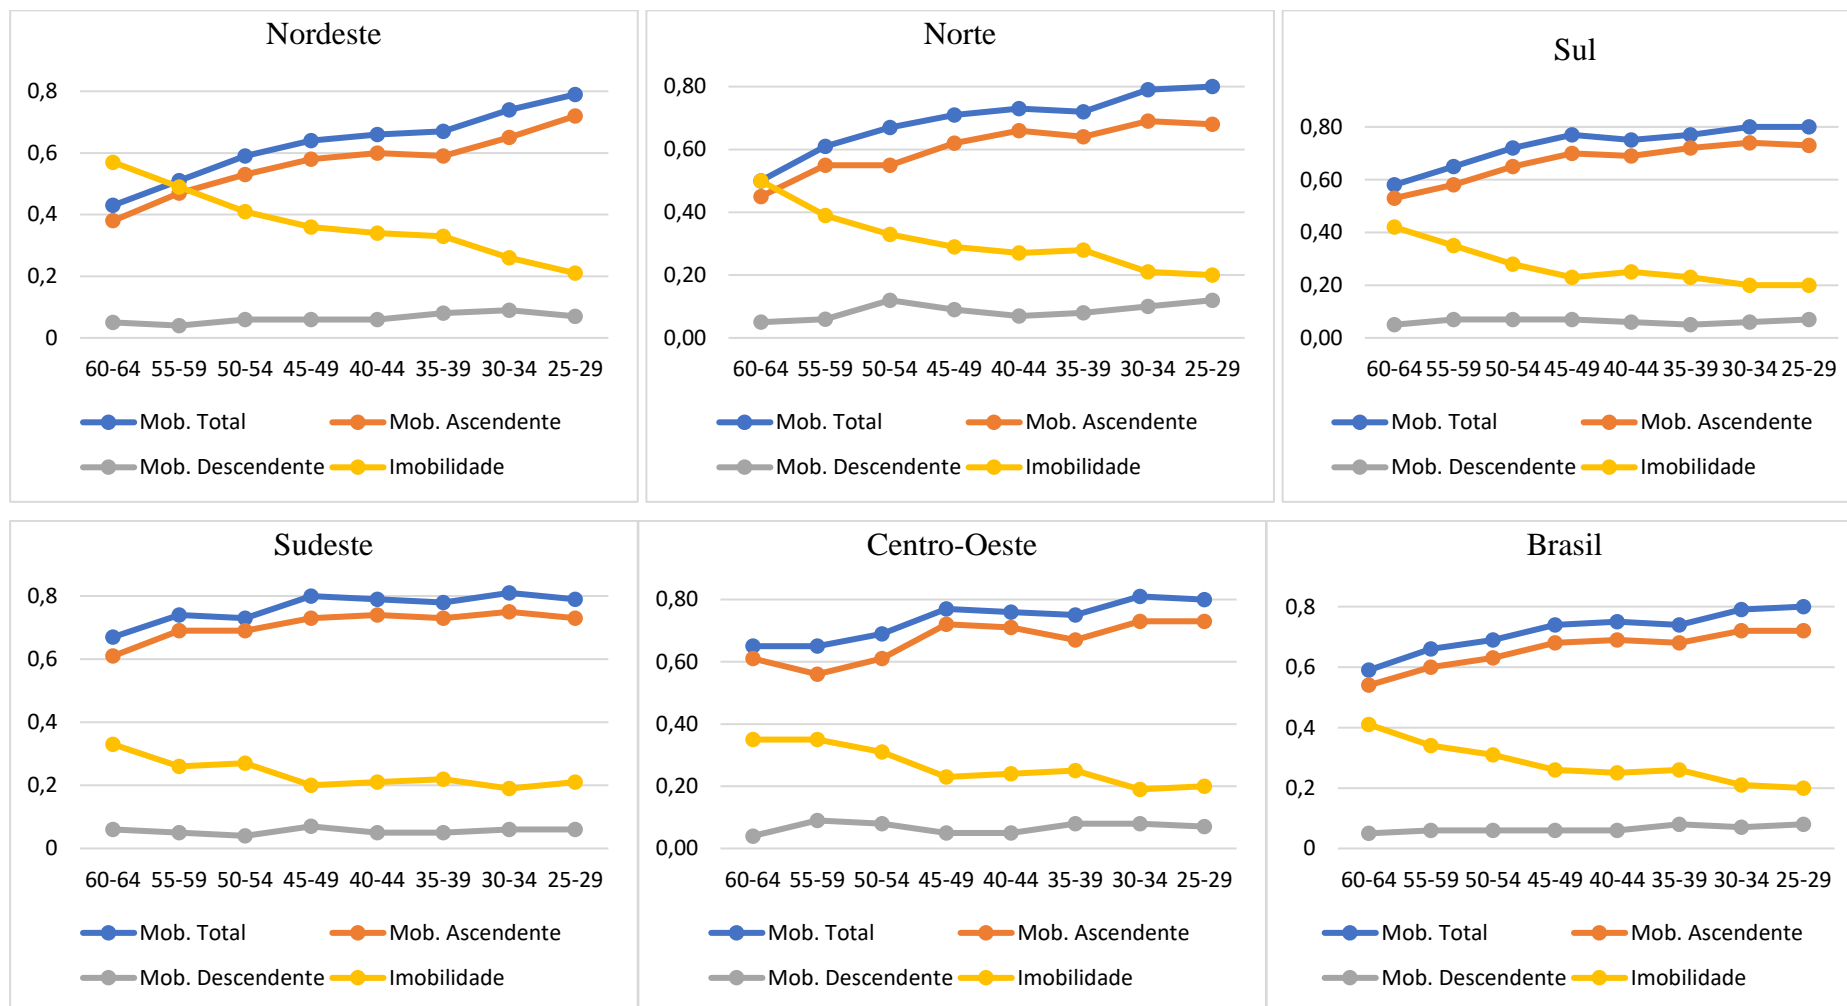 Nordeste
0,8
0,6
0,4
0,2
0
60-64 55-59 50-54 45-49 40-44 35-39 30-34 25-29
Mob. Total Mob. Ascendente
Mob. Descendente Imobilidade
Norte
0,80
0,60
0,40
0,20
0,00
60-64 55-59 50-54 45-49 40-44 35-39 30-34 25-29
Mob. Total Mob. Ascendente
Mob. Descendente Imobilidade
Sul
0,80
0,60
0,40
0,20
0,00
60-64 55-59 50-54 45-49 40-44 35-39 30-34 25-29
Mob. Total Mob. Ascendente
Mob. Descendente Imobilidade
Sudeste
0,8
0,6
0,4
0,2
0
60-64 55-59 50-54 45-49 40-44 35-39 30-34 25-29
Mob. Total Mob. Ascendente
Mob. Descendente Imobilidade
Centro-Oeste
0,80
0,60
0,40
0,20
0,00
60-64 55-59 50-54 45-49 40-44 35-39 30-34 25-29
Mob. Total Mob. Ascendente
Mob. Descendente Imobilidade
Brasil
0,8
0,6
0,4
0,2
0
60-64 55-59 50-54 45-49 40-44 35-39 30-34 25-29
Mob. Total Mob. Ascendente
Mob. Descendente Imobilidade